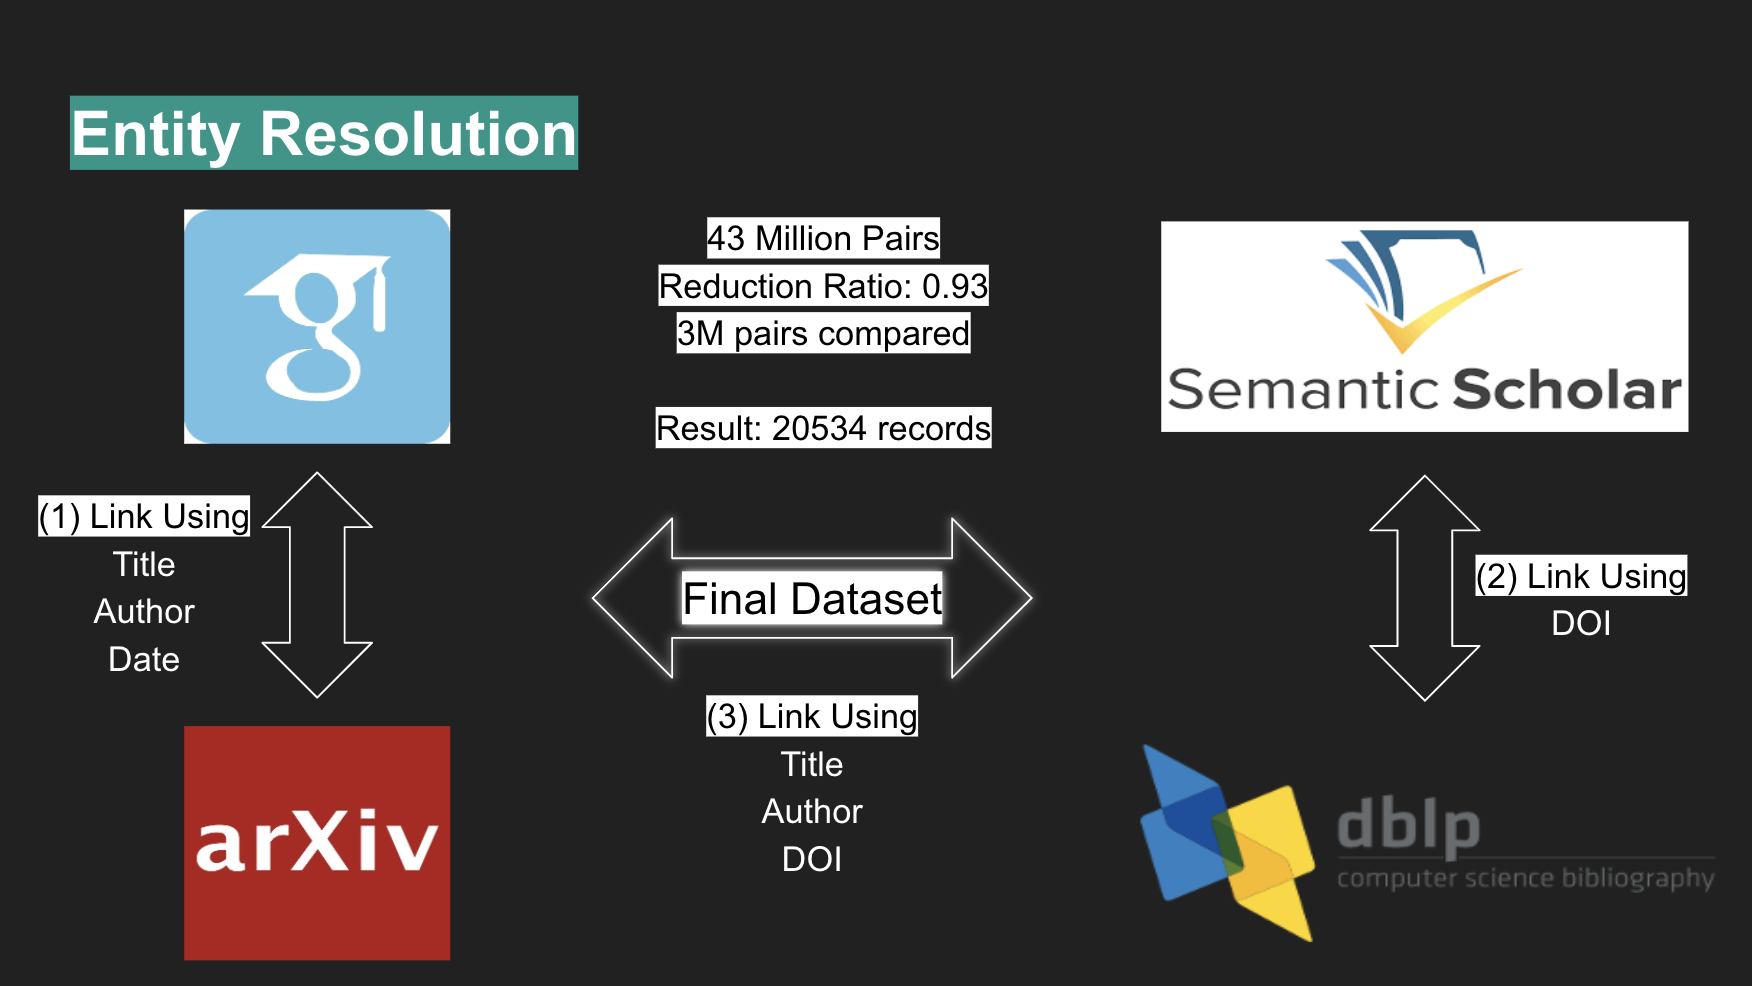 Entity Resolution
43 Million Pairs
Reduction Ratio: 0.93
3M pairs compared
Result: 20534 records
Semantic Scholar
(1) Link Using
Title
Author
Date
Final Dataset
(2) Link Using
DOI
(3) Link Using
Title
Author
DOI
arXiv
dblp
computer science bibliography